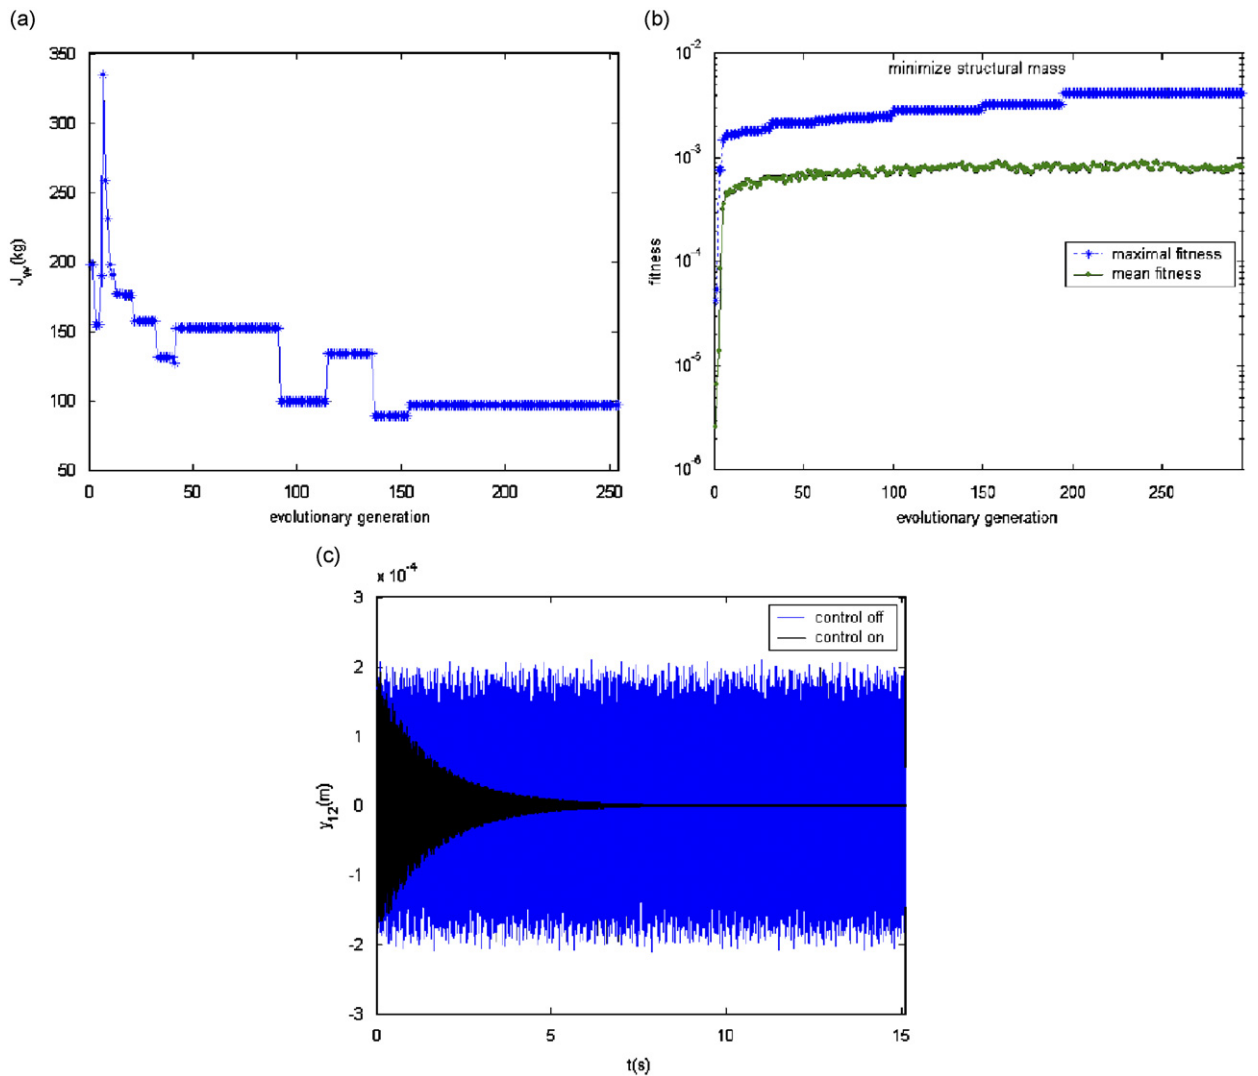 (a)
350
300
250
200
150
100
50
J_w(kg)
0 50 100 150 200 250
evolutionary generation
(b)
10^-2
10^-3
10^-4
10^-5
10^-6
fitness
minimize structural mass
maximal fitness
mean fitness
0 50 100 150 200 250
evolutionary generation
(c)
x 10^-4
3
2
1
0
-1
-2
-3
y_12(m)
control off
control on
0 5 10 15
t(s)